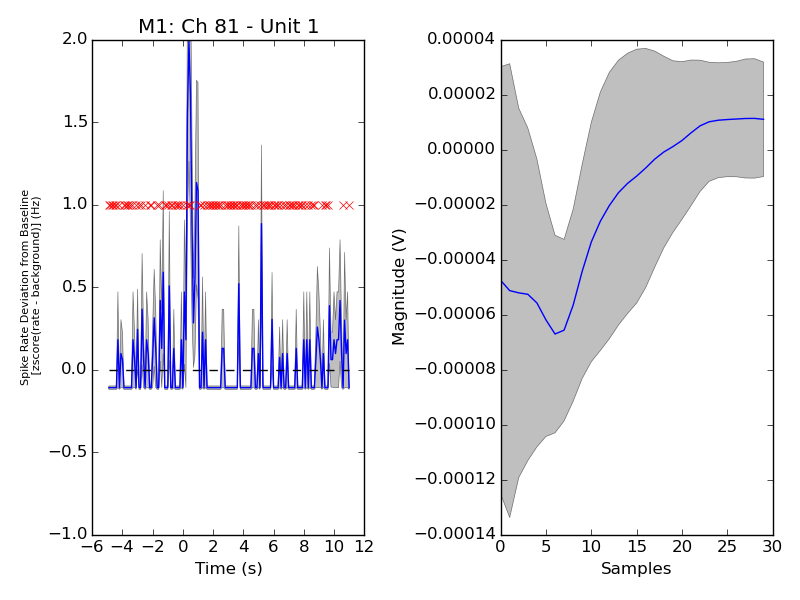 M1: Ch 81 - Unit 1
2.0
1.5
1.0
0.5
0.0
−0.5
−1.0
−6 −4 −2 0 2 4 6 8 10 12
Time (s)
Spike Rate Deviation from Baseline
[zscore(rate - background)] (Hz)
0.00004
0.00002
0.00000
−0.00002
−0.00004
−0.00006
−0.00008
−0.00010
−0.00012
−0.00014
0 5 10 15 20 25 30
Samples
Magnitude (V)